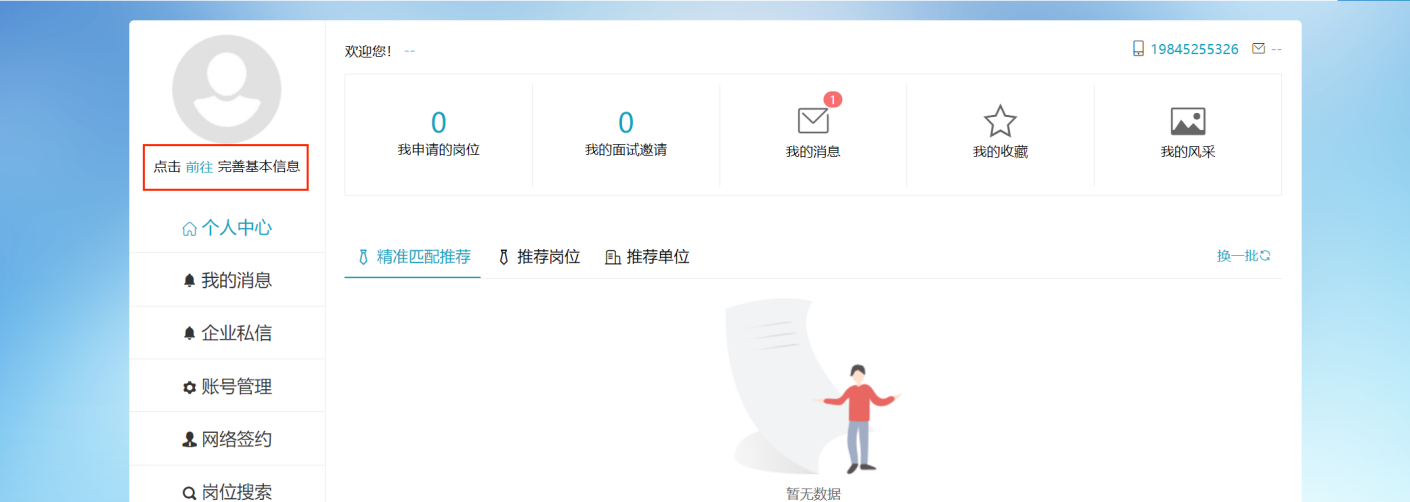 欢迎您! --
19845255326 --
点击 前往 完善基本信息
0
我申请的岗位
0
我的面试邀请
1
我的消息
我的收藏
我的风采
个人中心
我的消息
企业私信
账号管理
网络签约
岗位搜索
精准匹配推荐 推荐岗位 推荐单位 换一批
暂无数据